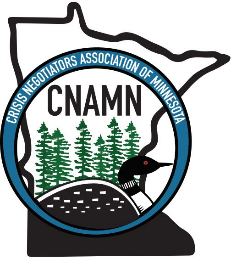 CRISIS NEGOTIATORS ASSOCIATION OF MINNESOTA
CNAMN